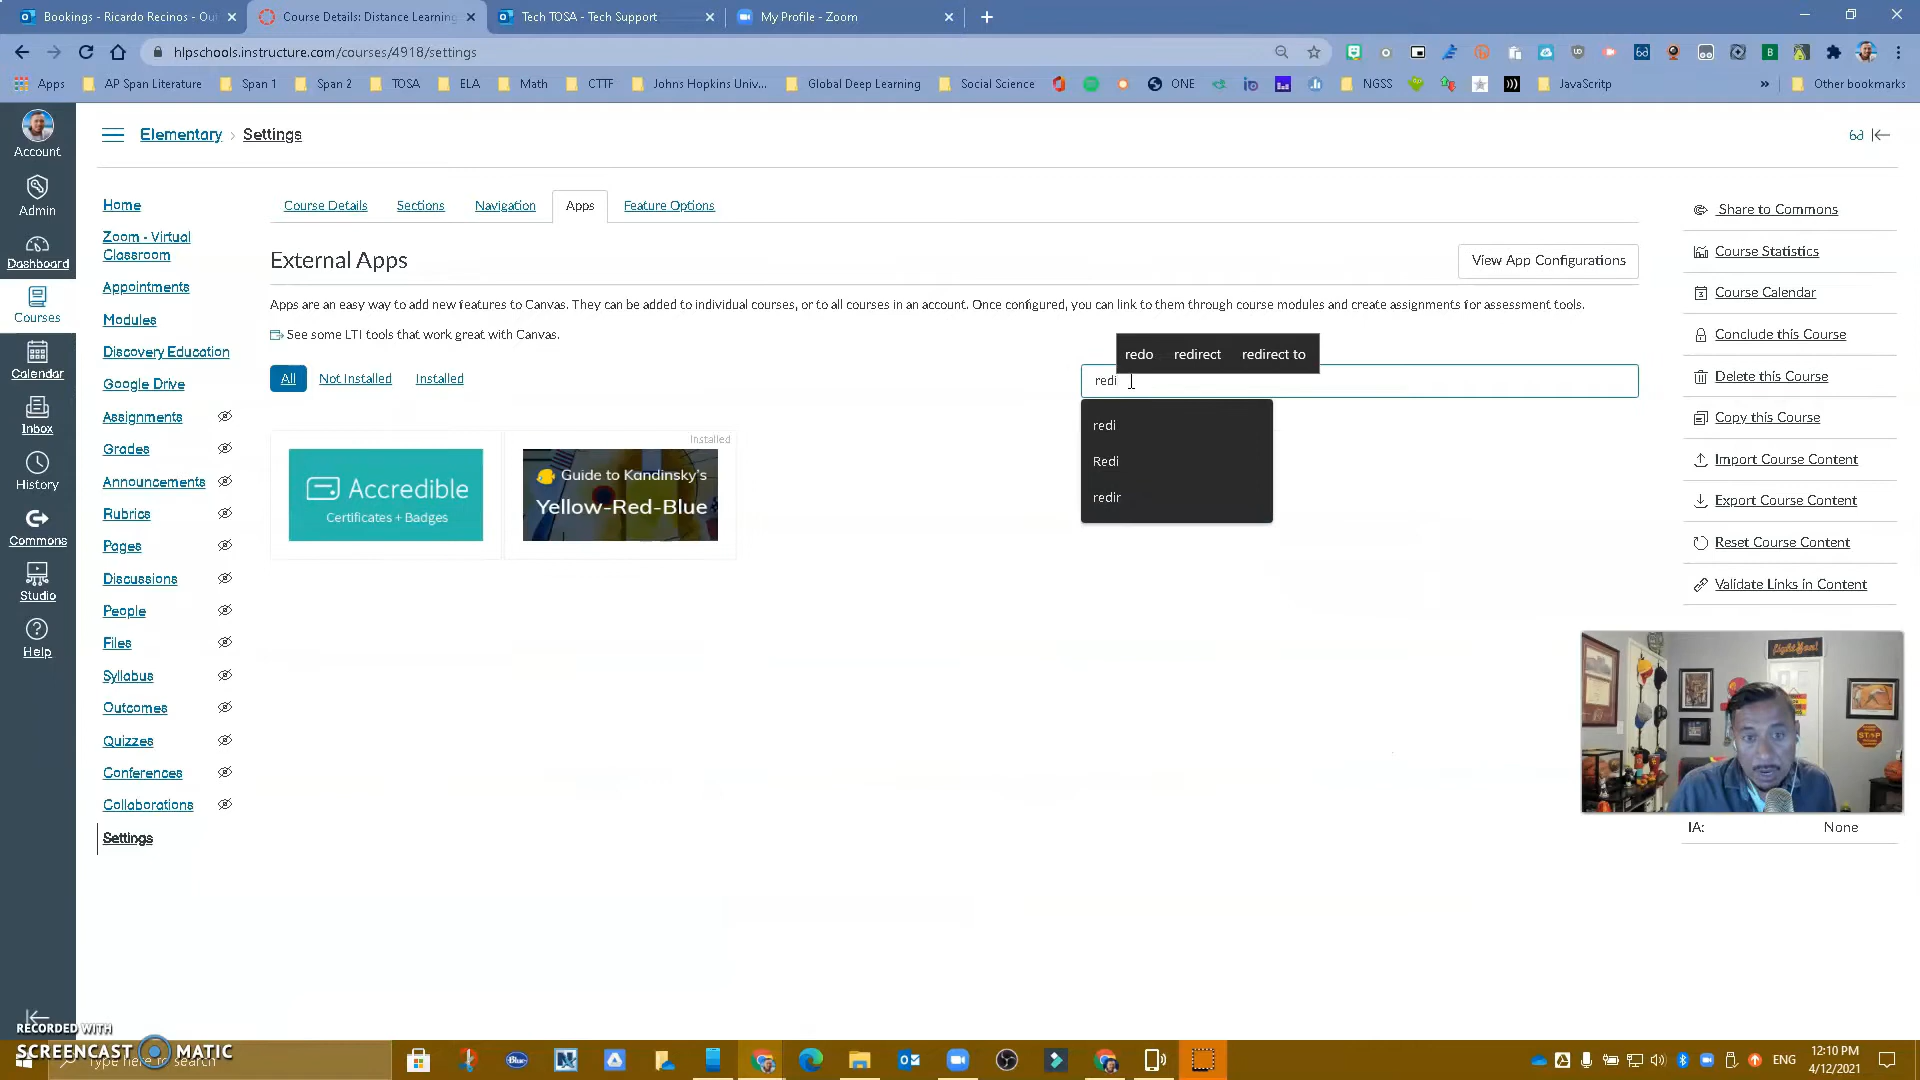 Bookings - Ricardo Recinos - Out
Course Details: Distance Learning
Tech TOSA - Tech Support
My Profile - Zoom
hlpschools.instructure.com/courses/4918/settings
Apps
AP Span Literature
Span 1
Span 2
TOSA
ELA
Math
CTTF
Johns Hopkins Univ...
Global Deep Learning
Social Science
ONE
NGSS
JavaScritp
»
Other bookmarks
Account
Admin
Dashboard
Courses
Calendar
Inbox
History
Commons
Studio
Help
Elementary > Settings
Home
Zoom - Virtual
Classroom
Appointments
Modules
Discovery Education
Google Drive
Assignments
Grades
Announcements
Rubrics
Pages
Discussions
People
Files
Syllabus
Outcomes
Quizzes
Conferences
Collaborations
Settings
Course Details
Sections
Navigation
Apps
Feature Options
External Apps
View App Configurations
Apps are an easy way to add new features to Canvas. They can be added to individual courses, or to all courses in an account. Once configured, you can link to them through course modules and create assignments for assessment tools.
See some LTI tools that work great with Canvas.
All
Not Installed
Installed
redo redirect redirect to
redi
redi
Redi
redir
Accredible
Certificates + Badges
Installed
Guide to Kandinsky's
Yellow-Red-Blue
Share to Commons
Course Statistics
Course Calendar
Conclude this Course
Delete this Course
Copy this Course
Import Course Content
Export Course Content
Reset Course Content
Validate Links in Content
Fight On!
STOP
IA: None
RECORDED WITH
SCREENCAST MATIC
Type here to search
Blue
ENG
12:10 PM
4/12/2021